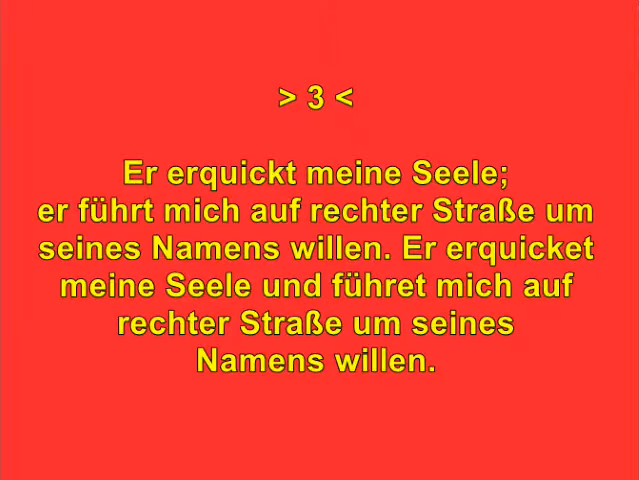 > 3 <
Er erquickt meine Seele;
er führt mich auf rechter Straße um
seines Namens willen. Er erquicket
meine Seele und führet mich auf
rechter Straße um seines
Namens willen.